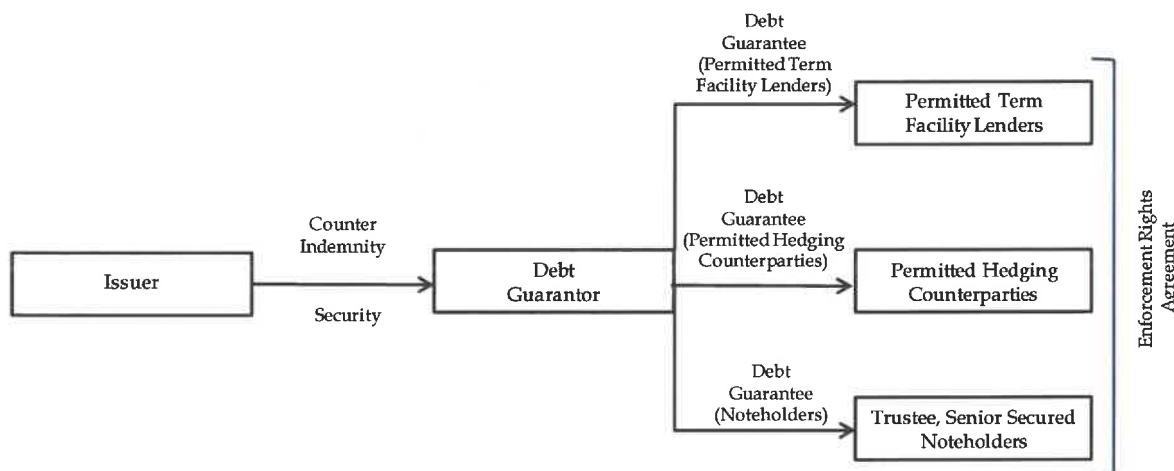 Debt
Guarantee
(Permitted Term
Facility Lenders)
Permitted Term
Facility Lenders
Debt
Guarantee
(Permitted Hedging
Counterparties)
Counter
Indemnity
Issuer
Debt
Guarantor
Permitted Hedging
Counterparties
Security
Debt
Guarantee
(Noteholders)
Trustee, Senior Secured
Noteholders
Enforcement Rights
Agreement